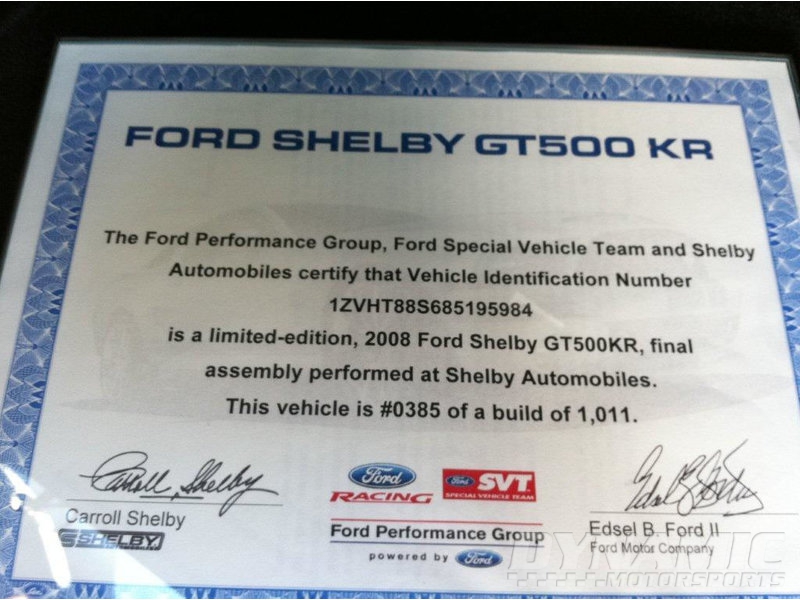 FORD SHELBY GT500 KR
The Ford Performance Group, Ford Special Vehicle Team and Shelby
Automobiles certify that Vehicle Identification Number
1ZVHT88S685195984
is a limited-edition, 2008 Ford Shelby GT500KR, final
assembly performed at Shelby Automobiles.
This vehicle is #0385 of a build of 1,011.
Carroll Shelby
Carroll Shelby
SHELBY
Ford
RACING
Ford SVT
SPECIAL VEHICLE TEAM
Ford Performance Group
powered by Ford
Edsel B. Ford II
Ford Motor Company
DYNAMIC
MOTORSPORTS